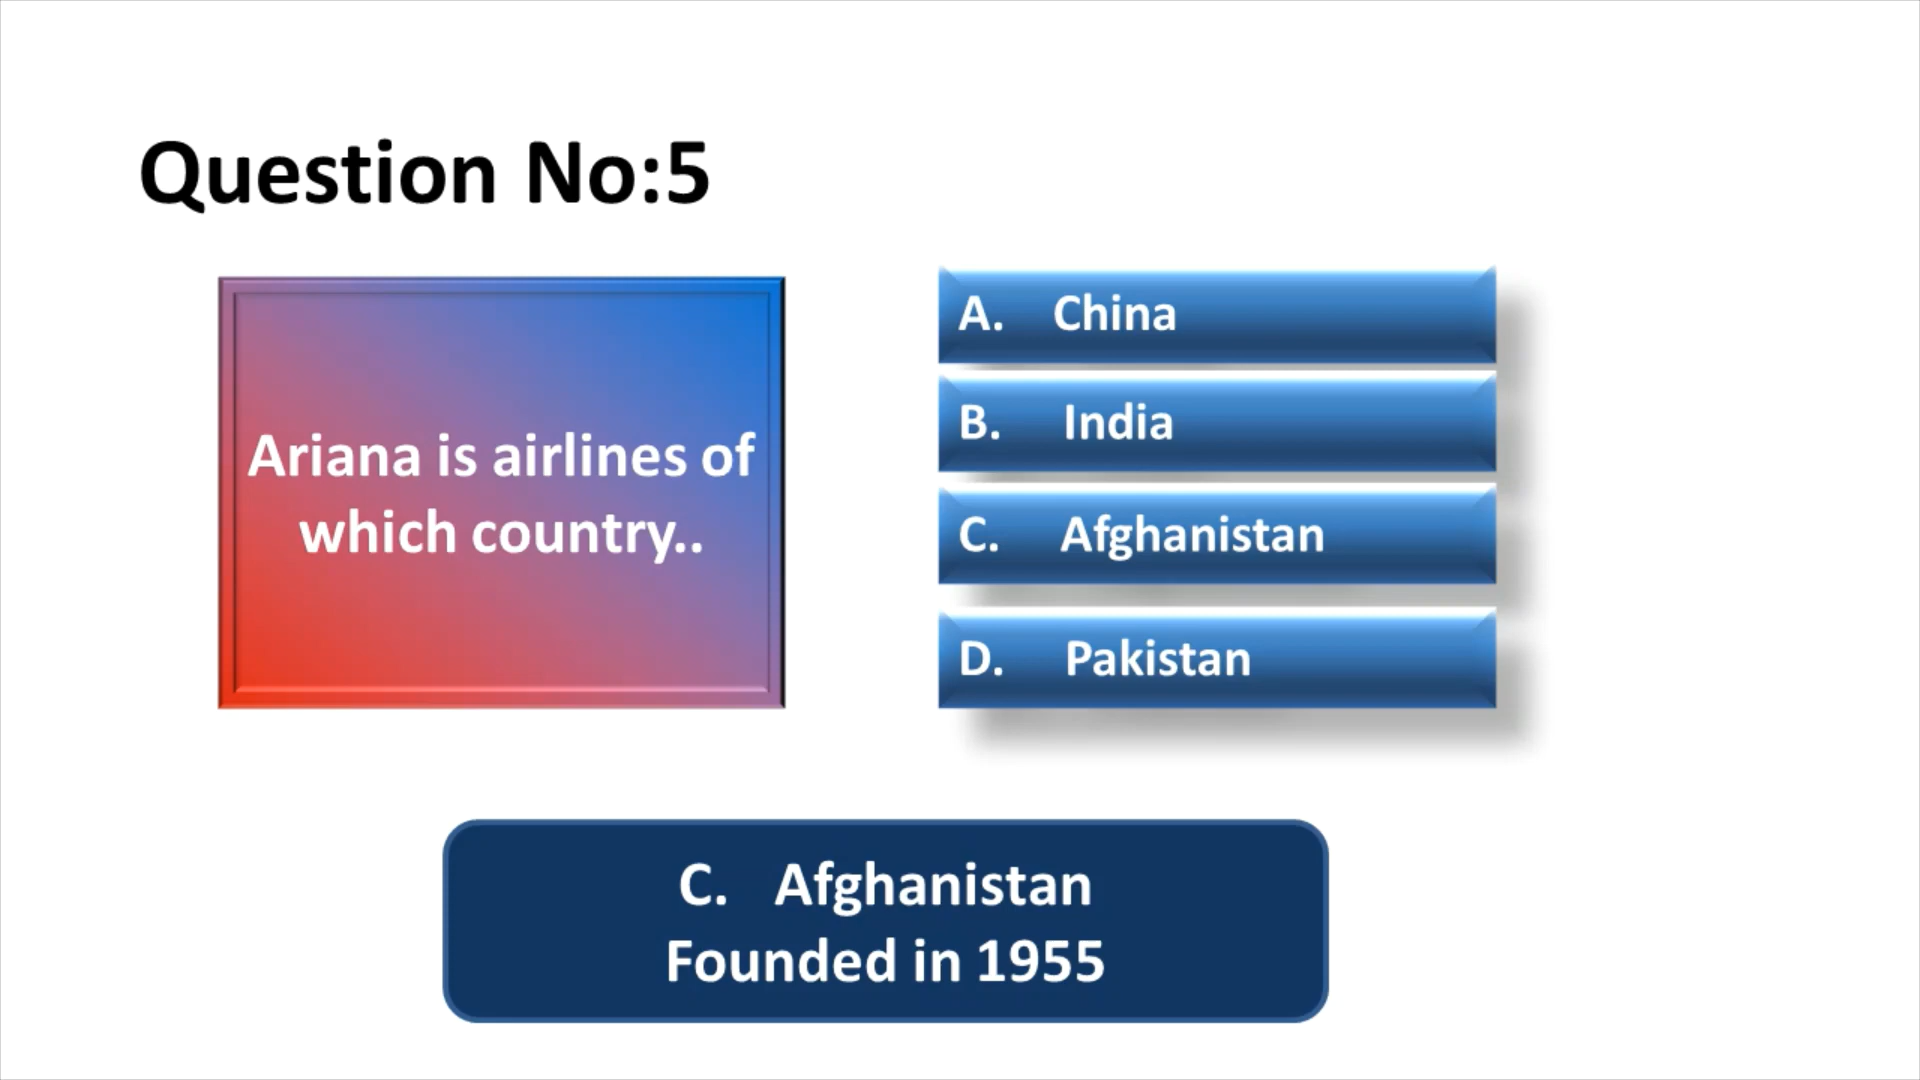 Question No:5
Ariana is airlines of
which country..
A. China
B. India
C. Afghanistan
D. Pakistan
C. Afghanistan
Founded in 1955